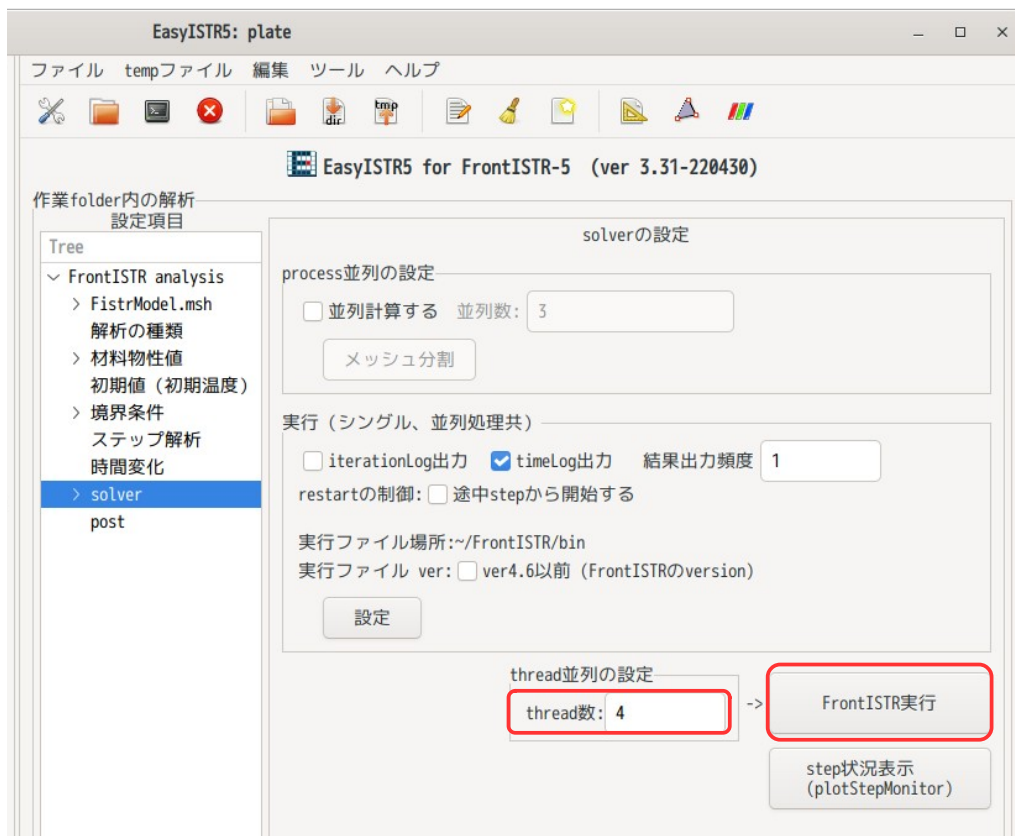 EasyISTR5: plate
ファイル tempファイル 編集 ツール ヘルプ
dir tmp
EasyISTR5 for FrontISTR-5 (ver 3.31-220430)
作業folder内の解析
設定項目
Tree
FrontISTR analysis
FistrModel.msh
解析の種類
材料物性値
初期値（初期温度）
境界条件
ステップ解析
時間変化
solver
post
solverの設定
process並列の設定
並列計算する 並列数: 3
メッシュ分割
実行（シングル、並列処理共）
iterationLog出力 timeLog出力 結果出力頻度 1
restartの制御: 途中stepから開始する
実行ファイル場所:~/FrontISTR/bin
実行ファイル ver: ver4.6以前（FrontISTRのversion）
設定
thread並列の設定
thread数: 4
-> FrontISTR実行
step状況表示
(plotStepMonitor)